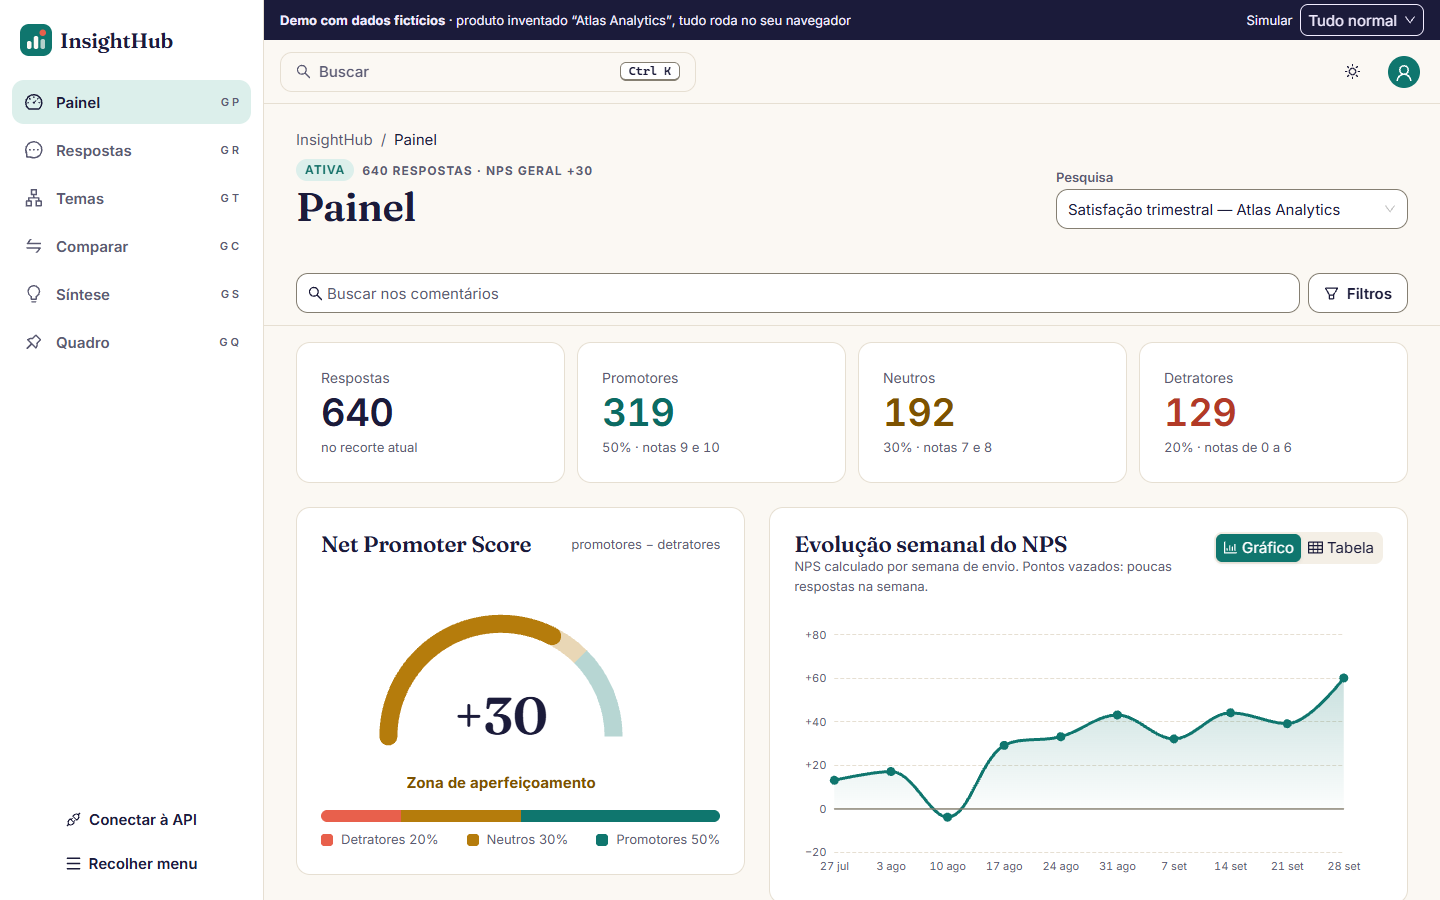 Demo com dados fictícios · produto inventado “Atlas Analytics”, tudo roda no seu navegador
Simular
Tudo normal
InsightHub
Buscar
Ctrl K
Painel
G P
Respostas
G R
Temas
G T
Comparar
G C
Síntese
G S
Quadro
G Q
Conectar à API
Recolher menu
InsightHub / Painel
ATIVA
640 RESPOSTAS · NPS GERAL +30
Painel
Pesquisa
Satisfação trimestral — Atlas Analytics
Buscar nos comentários
Filtros
Respostas
640
no recorte atual
Promotores
319
50% · notas 9 e 10
Neutros
192
30% · notas 7 e 8
Detratores
129
20% · notas de 0 a 6
Net Promoter Score
promotores − detratores
+30
Zona de aperfeiçoamento
Detratores 20%
Neutros 30%
Promotores 50%
Evolução semanal do NPS
NPS calculado por semana de envio. Pontos vazados: poucas
respostas na semana.
Gráfico
Tabela
+80
+60
+40
+20
0
−20
27 jul
3 ago
10 ago
17 ago
24 ago
31 ago
7 set
14 set
21 set
28 set